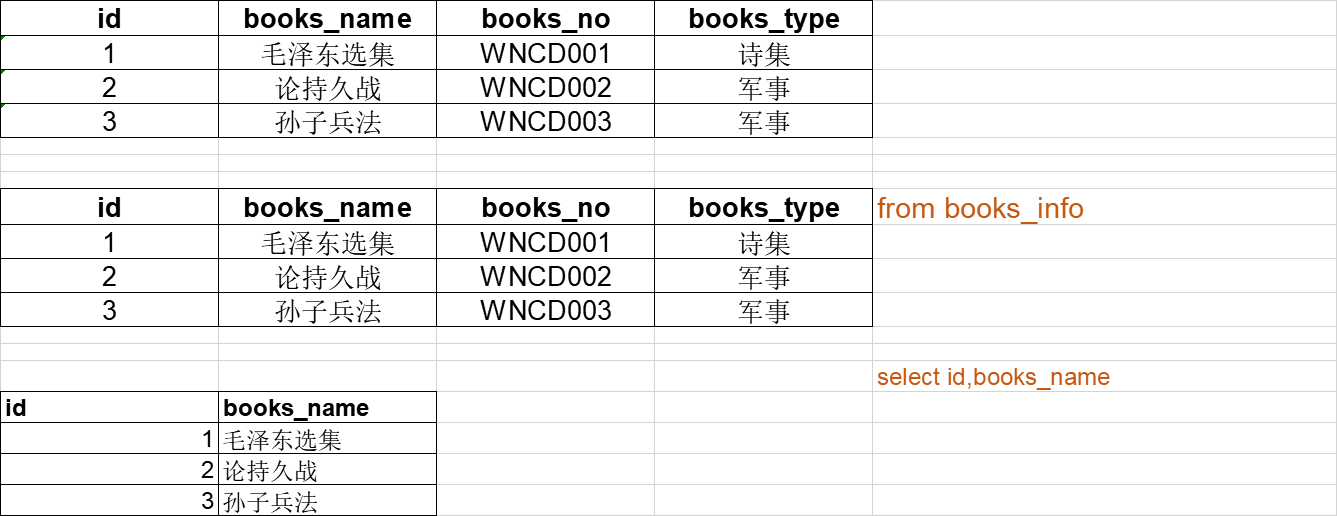 id books_name books_no books_type
1 毛泽东选集 WNCD001 诗集
2 论持久战 WNCD002 军事
3 孙子兵法 WNCD003 军事
id books_name books_no books_type from books_info
1 毛泽东选集 WNCD001 诗集
2 论持久战 WNCD002 军事
3 孙子兵法 WNCD003 军事
select id,books_name
id books_name
1 毛泽东选集
2 论持久战
3 孙子兵法